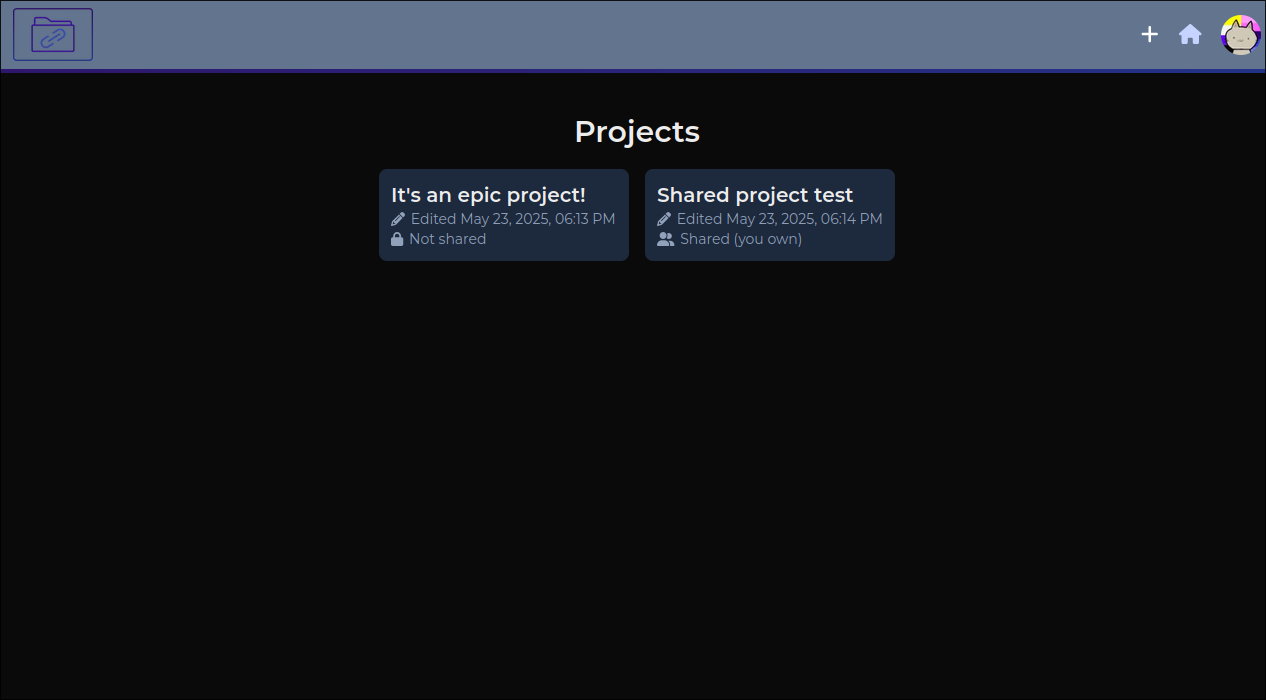 Projects
It's an epic project!
Edited May 23, 2025, 06:13 PM
Not shared
Shared project test
Edited May 23, 2025, 06:14 PM
Shared (you own)